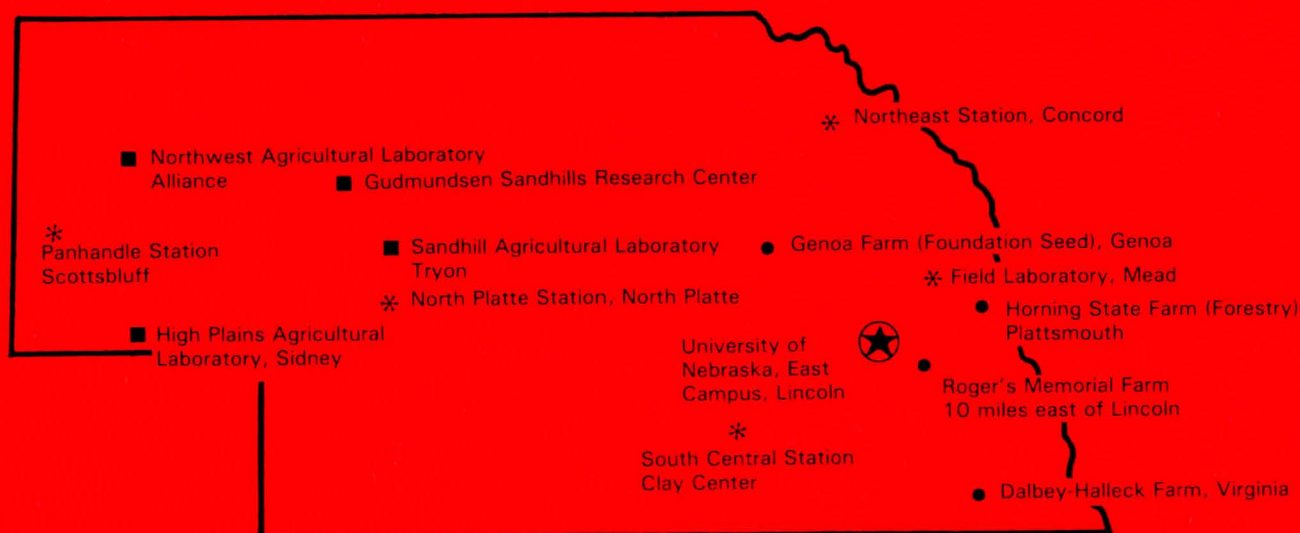 Northeast Station, Concord
Northwest Agricultural Laboratory
Alliance
Gudmundsen Sandhills Research Center
Panhandle Station
Scottsbluff
Sandhill Agricultural Laboratory
Tryon
Genoa Farm (Foundation Seed), Genoa
Field Laboratory, Mead
North Platte Station, North Platte
Horning State Farm (Forestry)
Plattsmouth
High Plains Agricultural
Laboratory, Sidney
University of
Nebraska, East
Campus, Lincoln
Roger's Memorial Farm
10 miles east of Lincoln
South Central Station
Clay Center
Dalbey-Halleck Farm, Virginia